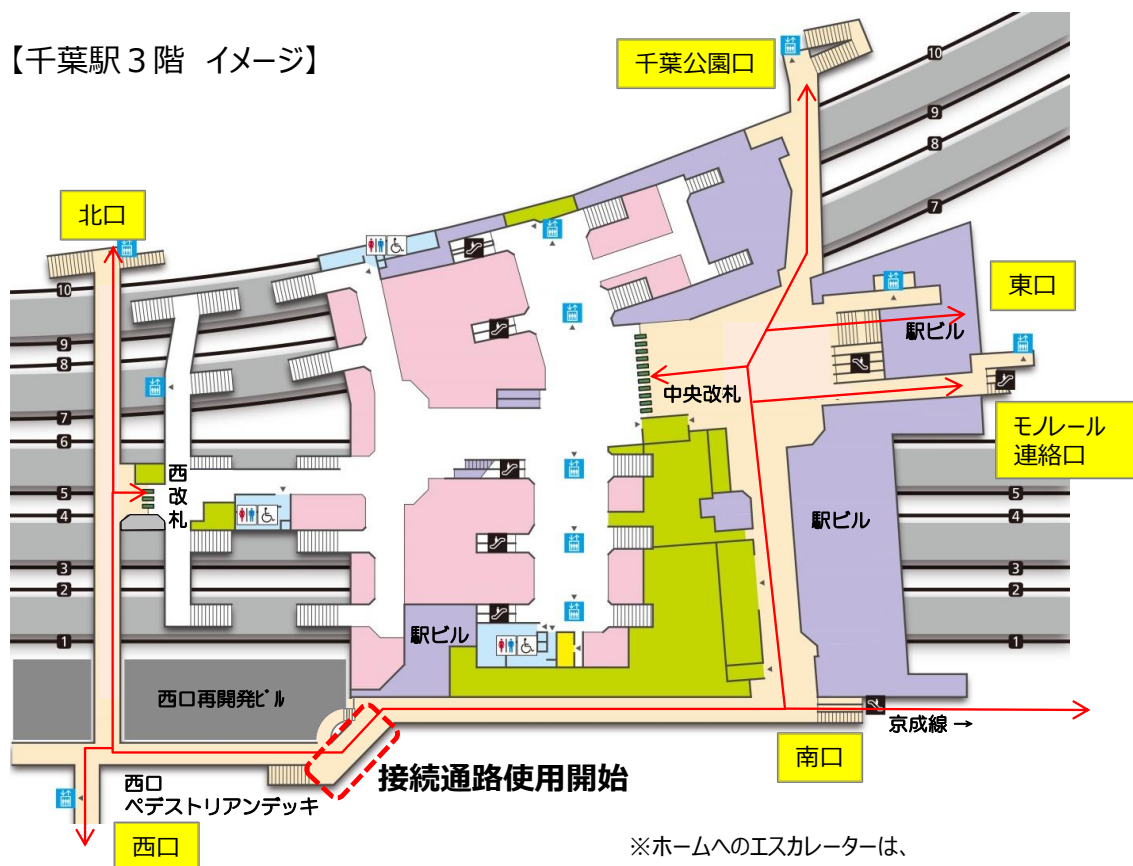 【千葉駅３階 イメージ】
千葉公園口
10
9
8
7
北口
10
9
8
7
6
5
4
3
2
1
東口
駅ビル
中央改札
モノレール
連絡口
西改札
駅ビル
5
4
3
2
1
駅ビル
西口再開発ビル
京成線 →
南口
接続通路使用開始
西口
ペデストリアンデッキ
西口
※ホームへのエスカレーターは、